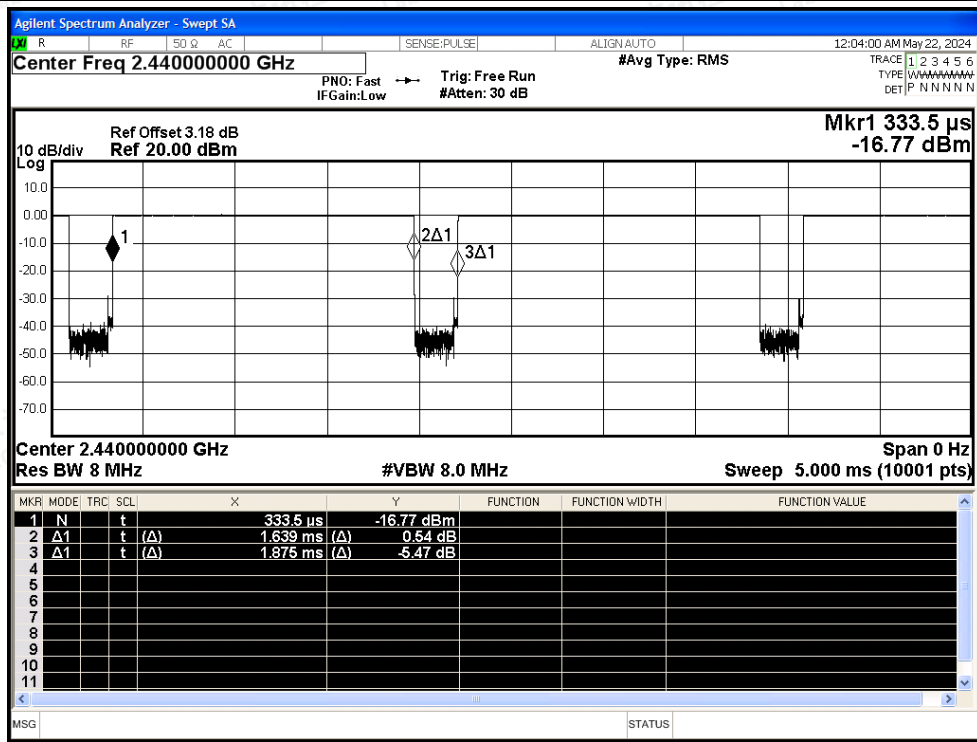 Agilent Spectrum Analyzer - Swept SA
LXI R RF 50 Ω AC SENSE:PULSE ALIGN AUTO 12:04:00 AM May 22, 2024
Center Freq 2.440000000 GHz #Avg Type: RMS TRACE 1 2 3 4 5 6
PNO: Fast Trig: Free Run TYPE
IFGain:Low #Atten: 30 dB DET P N N N N N
Mkr1 333.5 µs
Ref Offset 3.18 dB
10 dB/div Ref 20.00 dBm -16.77 dBm
Log
10.0
0.00
1 2Δ1
-10.0
3Δ1
-20.0
-30.0
-40.0
-50.0
-60.0
-70.0
Center 2.440000000 GHz Span 0 Hz
Res BW 8 MHz #VBW 8.0 MHz Sweep 5.000 ms (10001 pts)
MKR MODE TRC SCL X Y FUNCTION FUNCTION WIDTH FUNCTION VALUE
1 N t 333.5 µs -16.77 dBm
2 Δ1 t (Δ) 1.639 ms (Δ) 0.54 dB
3 Δ1 t (Δ) 1.875 ms (Δ) -5.47 dB
4
5
6
7
8
9
10
11
MSG STATUS